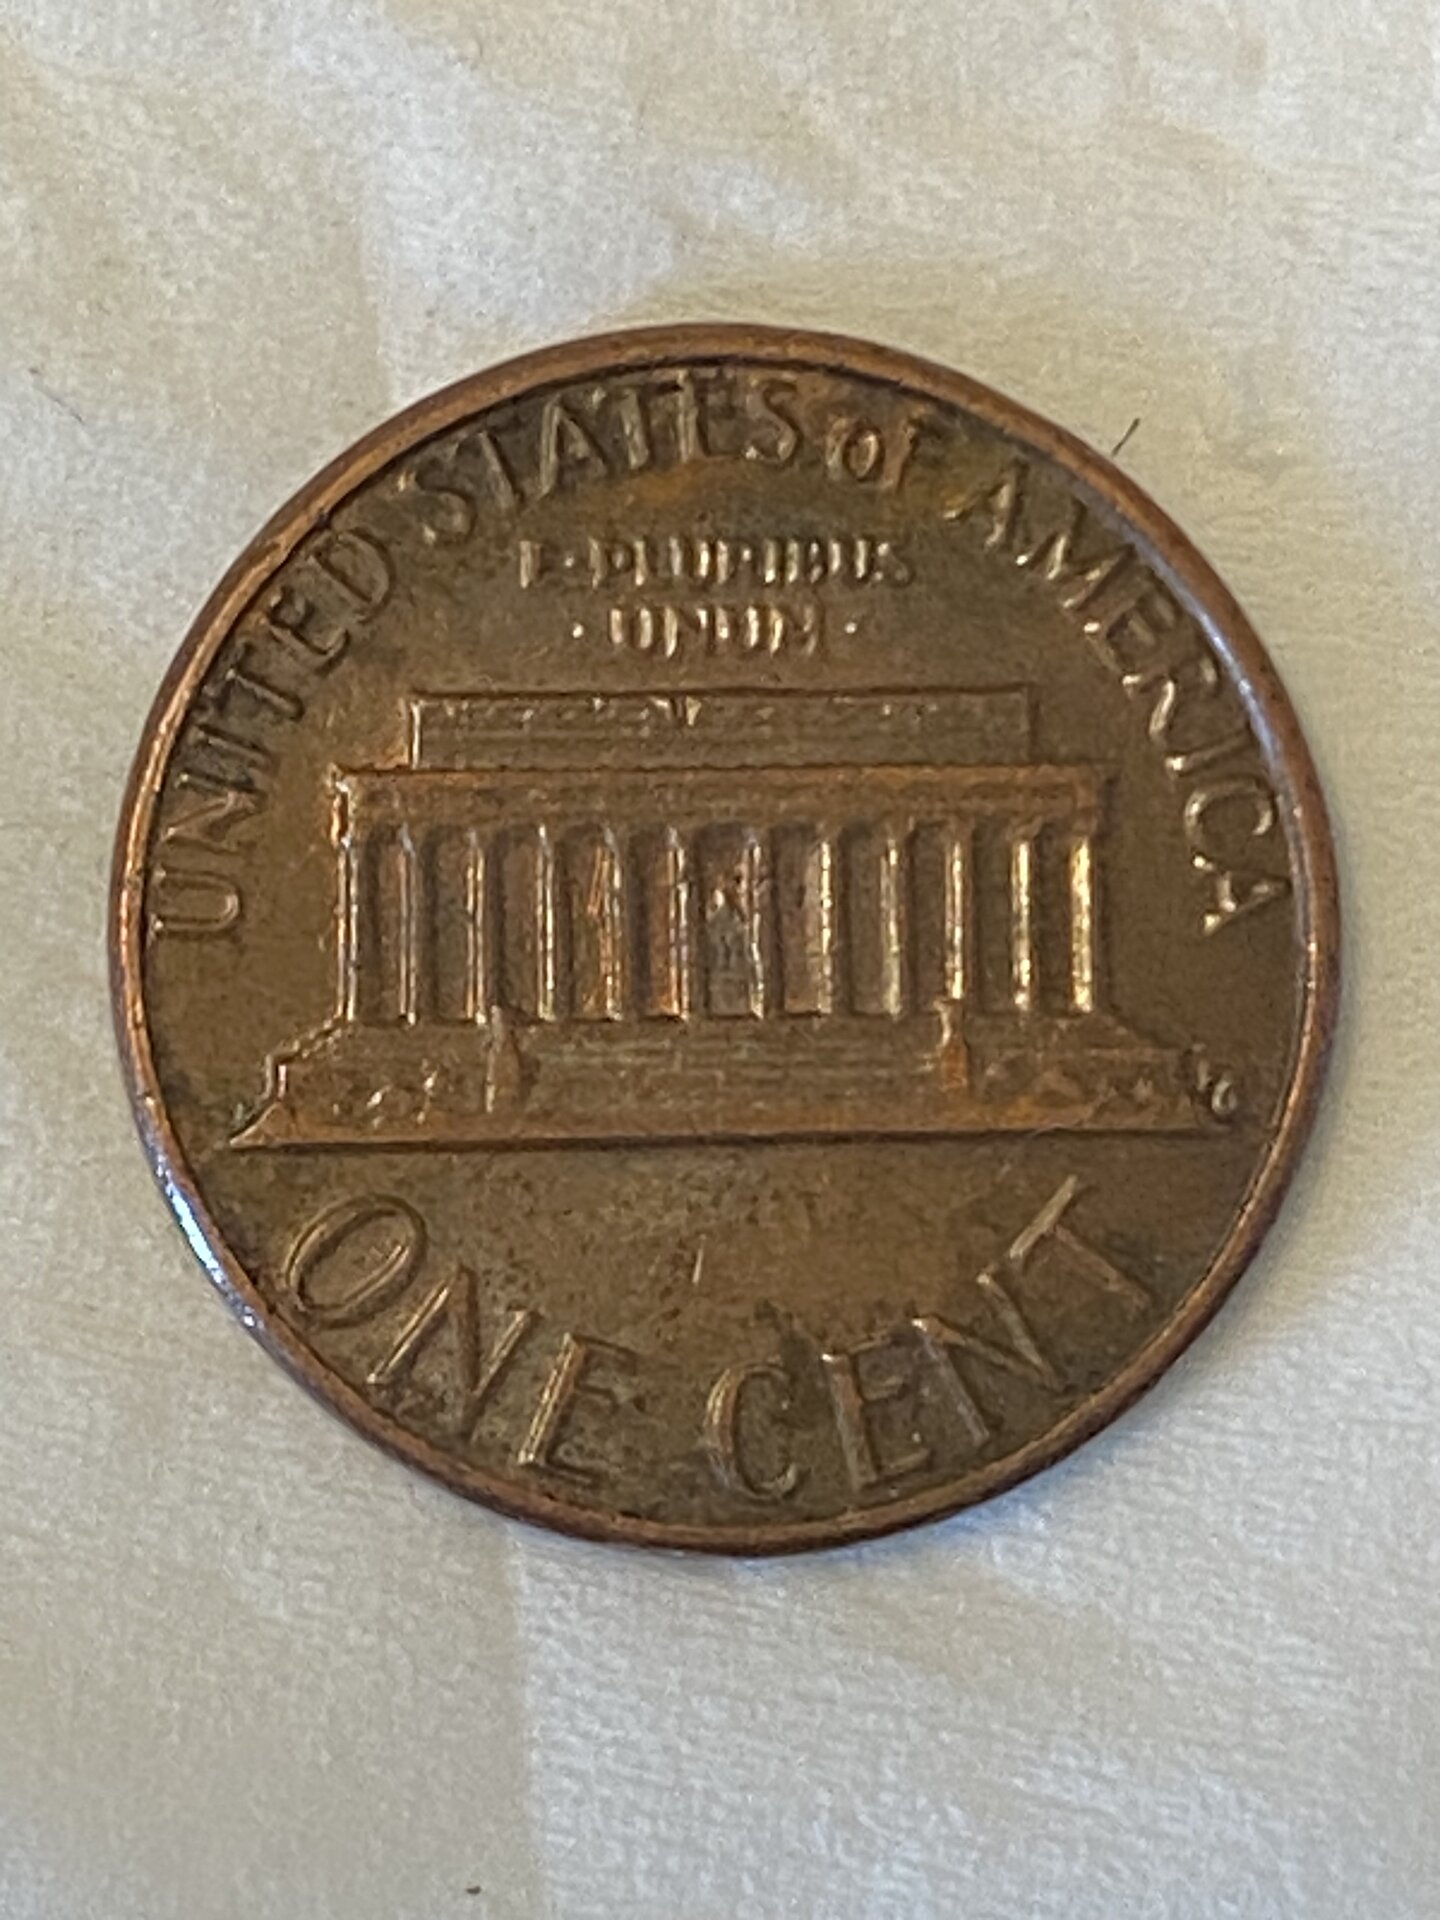 UNITED STATES OF AMERICA
E·PLURIBUS
·UNUM·
ONE CENT